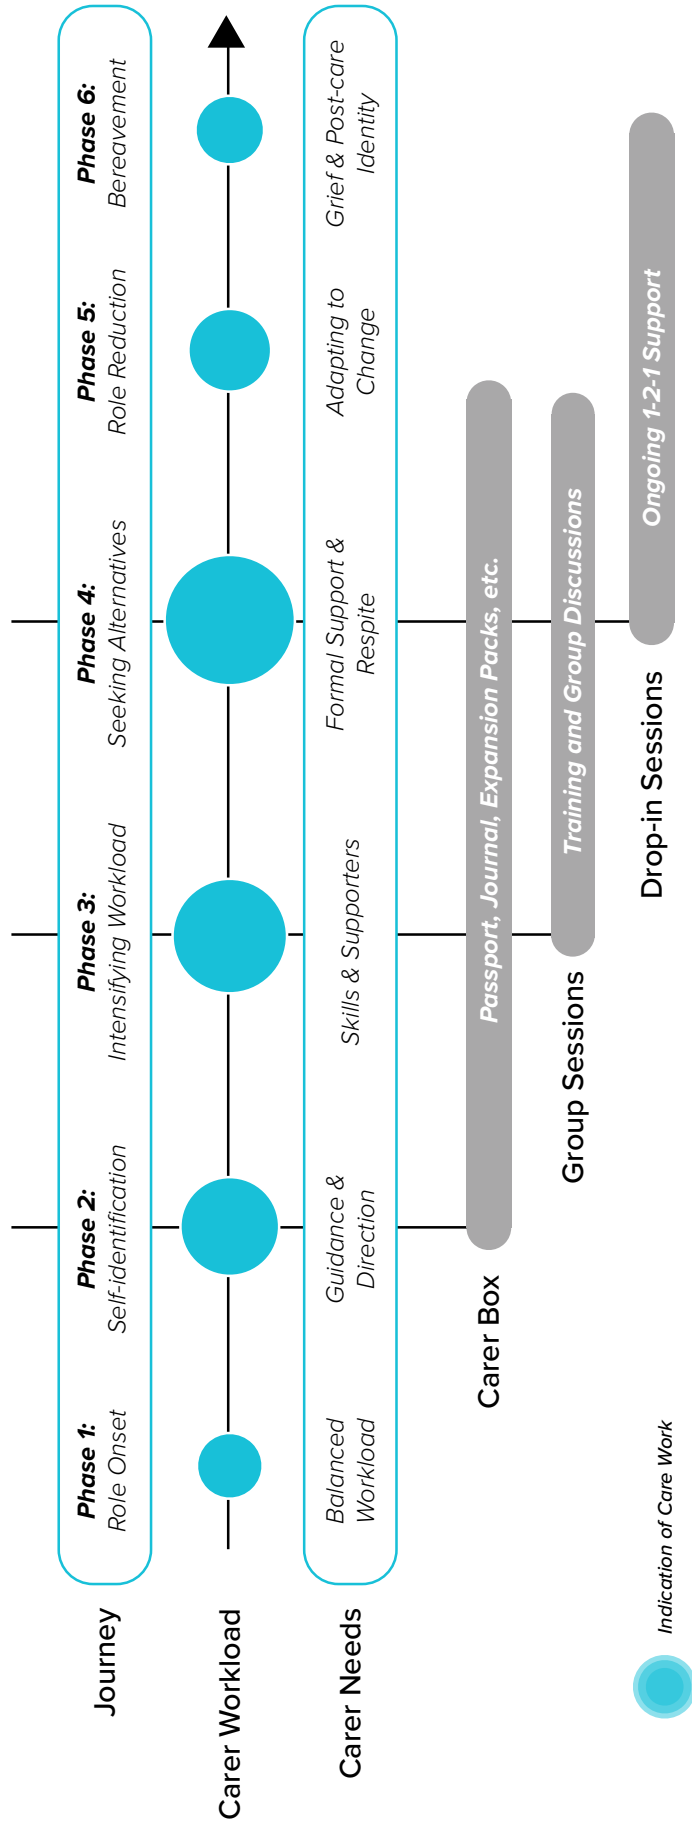 Journey
Phase 1:
Role Onset
Phase 2:
Self-identification
Phase 3:
Intensifying Workload
Phase 4:
Seeking Alternatives
Phase 5:
Role Reduction
Phase 6:
Bereavement
Carer Workload
Carer Needs
Balanced
Workload
Guidance &
Direction
Skills & Supporters
Formal Support &
Respite
Adapting to
Change
Grief & Post-care
Identity
Carer Box
Passport, Journal, Expansion Packs, etc.
Group Sessions
Training and Group Discussions
Drop-in Sessions
Ongoing 1-2-1 Support
Indication of Care Work